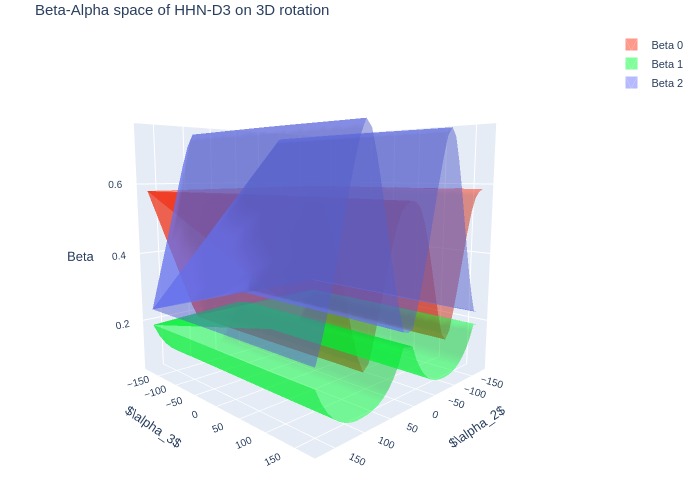 Beta-Alpha space of HHN-D3 on 3D rotation
Beta 0
Beta 1
Beta 2
0.6
0.4
0.2
Beta
−150
−100
−50
0
50
100
150
$\alpha_3$
−150
−100
−50
0
50
100
150
$\alpha_2$